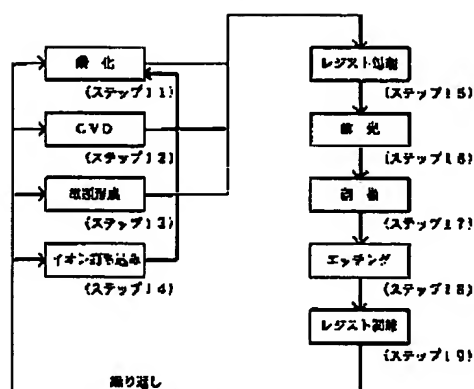 酸 化
(ステップ11)
CVD
(ステップ12)
電極形成
(ステップ13)
イオン打ち込み
(ステップ14)
レジスト処理
(ステップ15)
露 光
(ステップ16)
現 像
(ステップ17)
エッチング
(ステップ18)
レジスト剥離
(ステップ19)
繰り返し